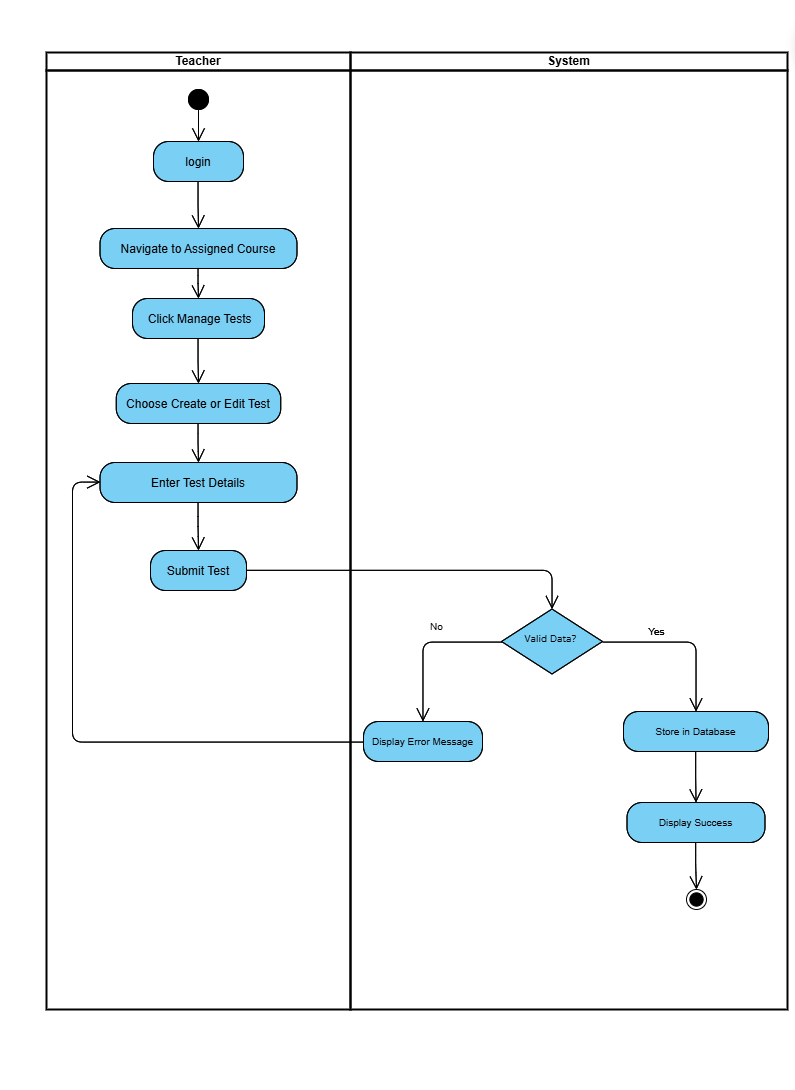 Teacher
System
login
Navigate to Assigned Course
Click Manage Tests
Choose Create or Edit Test
Enter Test Details
Submit Test
No
Valid Data?
Yes
Display Error Message
Store in Database
Display Success